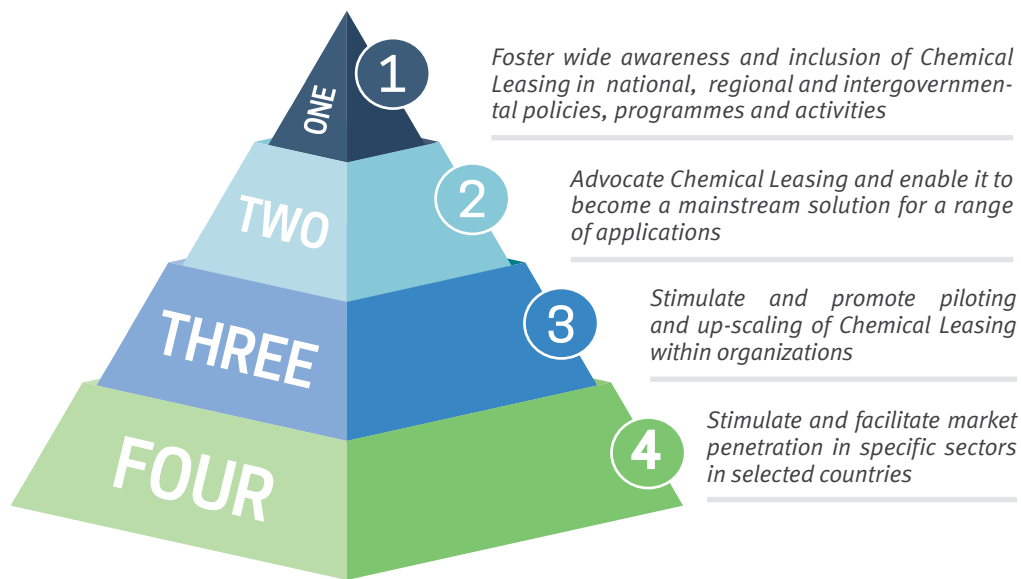 ONE
1
Foster wide awareness and inclusion of Chemical
Leasing in national, regional and intergovernmen-
tal policies, programmes and activities
TWO
2
Advocate Chemical Leasing and enable it to
become a mainstream solution for a range
of applications
THREE
3
Stimulate and promote piloting
and up-scaling of Chemical Leasing
within organizations
FOUR
4
Stimulate and facilitate market
penetration in specific sectors
in selected countries